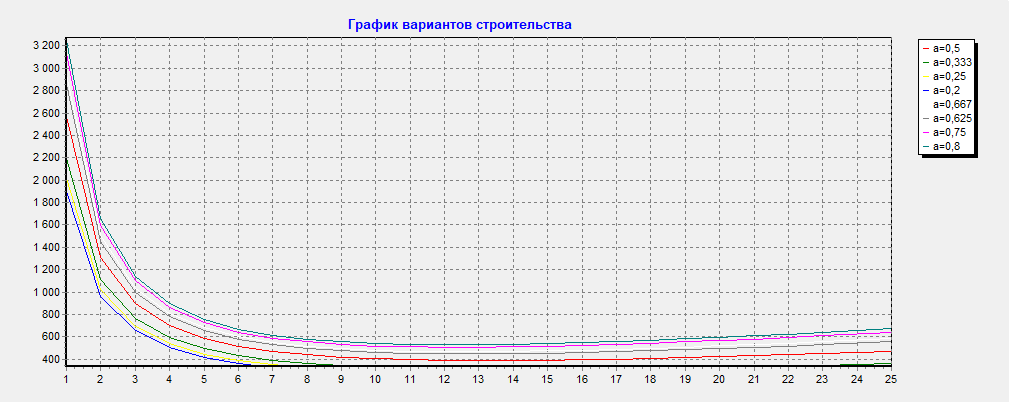 График вариантов строительства
3 200
3 000
2 800
2 600
2 400
2 200
2 000
1 800
1 600
1 400
1 200
1 000
800
600
400
1 2 3 4 5 6 7 8 9 10 11 12 13 14 15 16 17 18 19 20 21 22 23 24 25
a=0,5
a=0,333
a=0,25
a=0,2
a=0,667
a=0,625
a=0,75
a=0,8